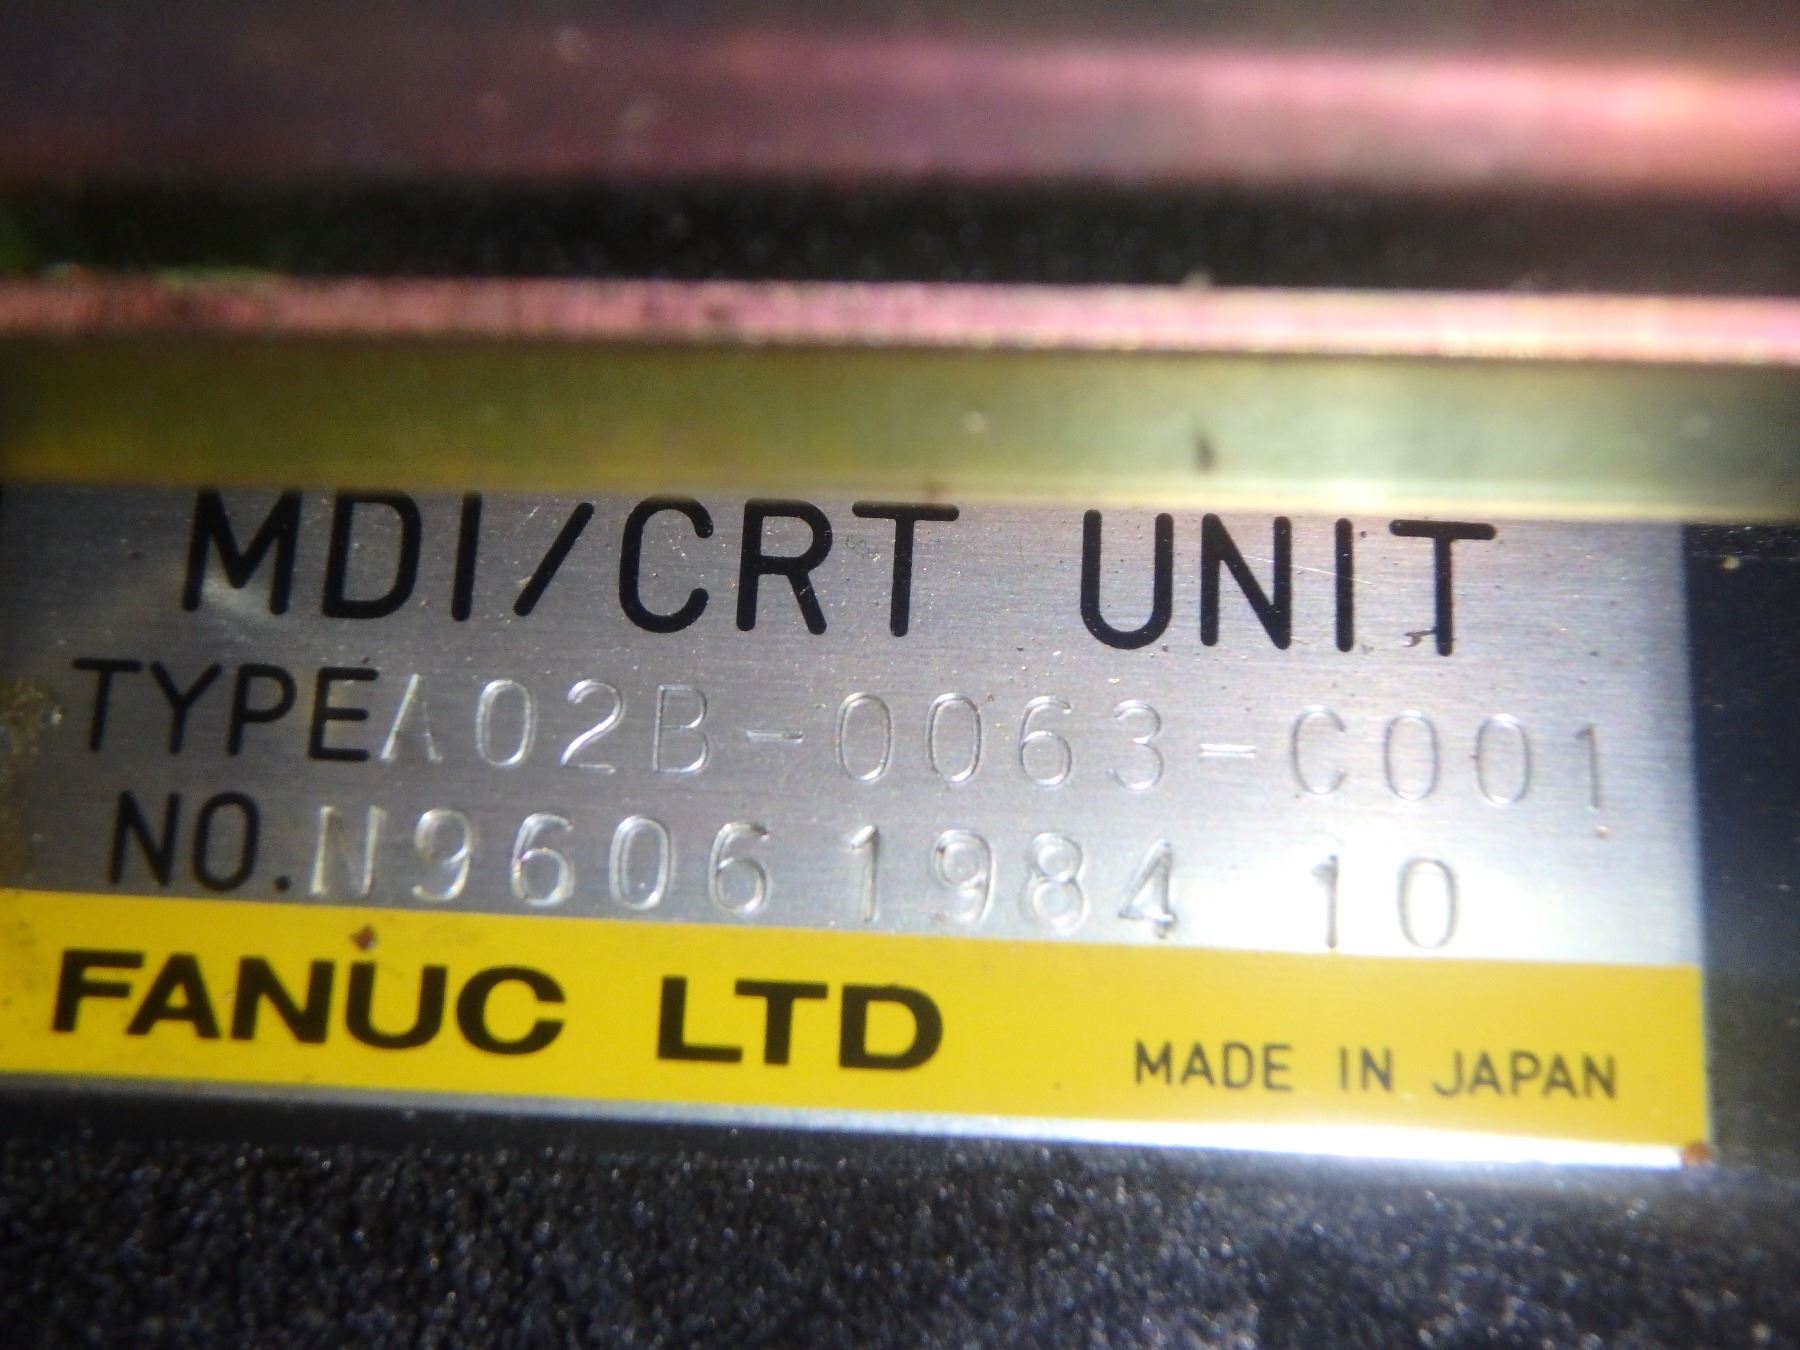 MDI/CRT UNIT
TYPE A02B-0063-C001
NO. N9606 1984 10
FANUC LTD MADE IN JAPAN